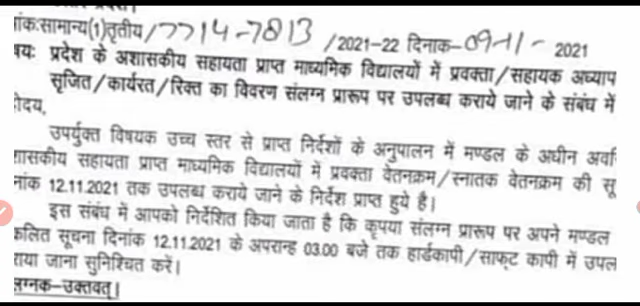 ांक:सामान्य(1)तृतीय/7714-7813 /2021-22 दिनाक-09-11- 2021
षय: प्रदेश के अशासकीय सहायता प्राप्त माध्यमिक विद्यालयों में प्रवक्ता/सहायक अध्याप
सृजित/कार्यरत/रिक्त का विवरण संलग्न प्रारूप पर उपलब्ध कराये जाने के संबंध में
ोदय,
उपर्युक्त विषयक उच्च स्तर से प्राप्त निर्देशों के अनुपालन में मण्डल के अधीन अवि
शासकीय सहायता प्राप्त माध्यमिक विद्यालयों में प्रवक्ता वेतनक्रम/स्नातक वेतनक्रम की सू
नांक 12.11.2021 तक उपलब्ध कराये जाने के निर्देश प्राप्त हुये है।
इस संबंध में आपको निर्देशित किया जाता है कि कृपया संलग्न प्रारूप पर अपने मण्डल
कलित सूचना दिनांक 12.11.2021 के अपरान्ह 03.00 बजे तक हार्डकापी/साफ्ट कापी में उपल
राया जाना सुनिश्चित करें।
लग्नक-उक्तवत्।